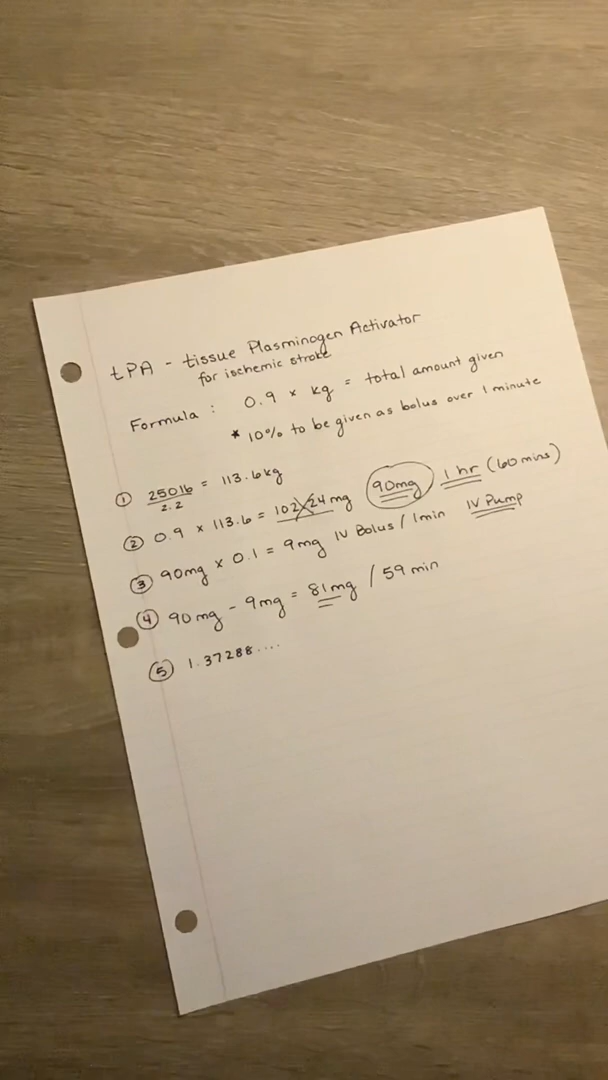 tPA - tissue Plasminogen Activator
for ischemic stroke
Formula : 0.9 × kg = total amount given
* 10% to be given as bolus over 1 minute
① 250lb / 2.2 = 113.6kg
② 0.9 × 113.6 = 102.24 mg 90mg 1 hr (60 mins)
③ 90mg × 0.1 = 9mg IV Bolus / 1min IV Pump
④ 90mg - 9mg = 81mg / 59 min
⑤ 1.37288....